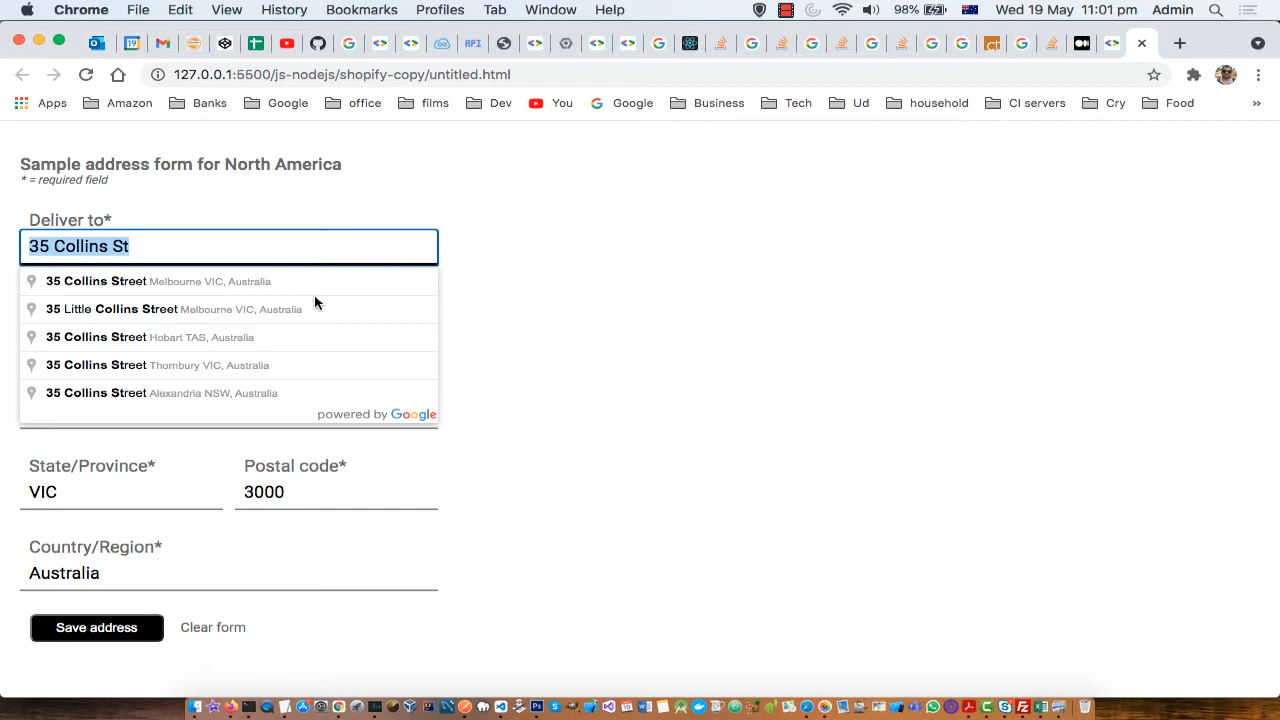 Chrome File Edit View History Bookmarks Profiles Tab Window Help 98% Wed 19 May 11:01 pm Admin
127.0.0.1:5500/js-nodejs/shopify-copy/untitled.html
Apps Amazon Banks Google office films Dev You Google Business Tech Ud household CI servers Cry Food »
Sample address form for North America
* = required field
Deliver to*
35 Collins St
35 Collins Street Melbourne VIC, Australia
35 Little Collins Street Melbourne VIC, Australia
35 Collins Street Hobart TAS, Australia
35 Collins Street Thornbury VIC, Australia
35 Collins Street Alexandria NSW, Australia
powered by Google
State/Province* Postal code*
VIC 3000
Country/Region*
Australia
Save address Clear form